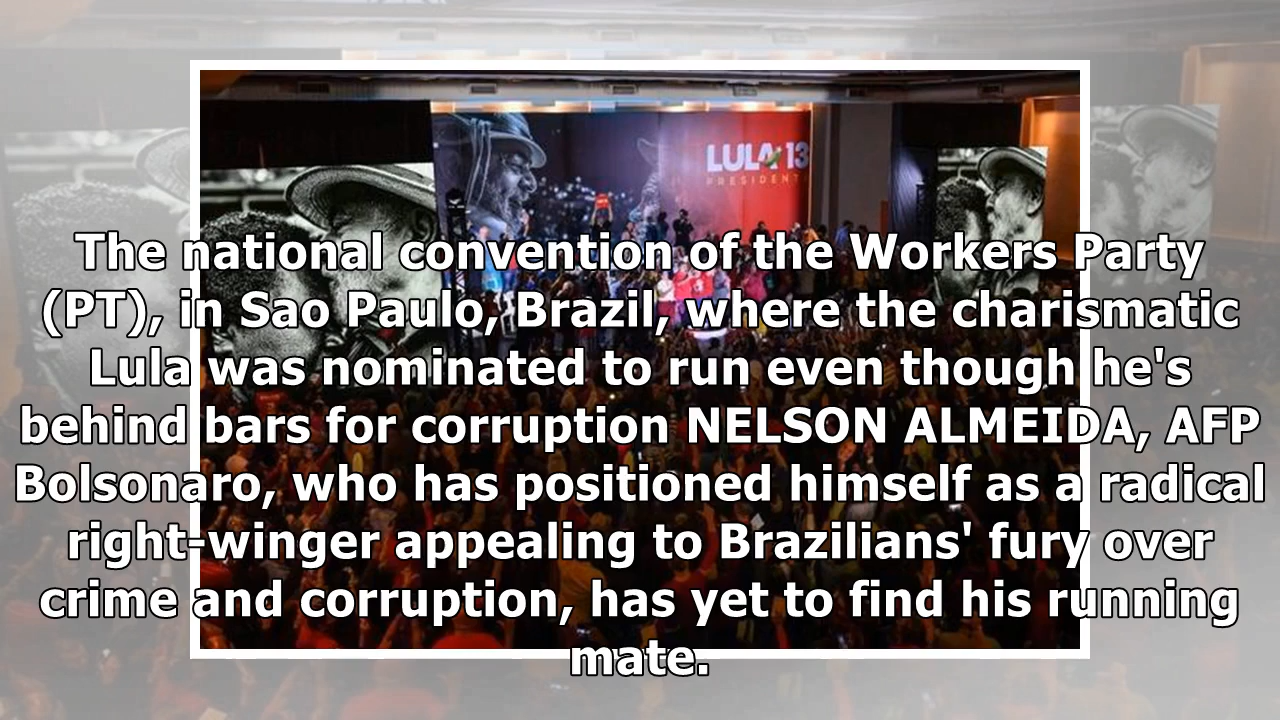 LULA 13
PRESIDENT
The national convention of the Workers Party
(PT), in Sao Paulo, Brazil, where the charismatic
Lula was nominated to run even though he's
behind bars for corruption NELSON ALMEIDA, AFP
Bolsonaro, who has positioned himself as a radical
right-winger appealing to Brazilians' fury over
crime and corruption, has yet to find his running
mate.